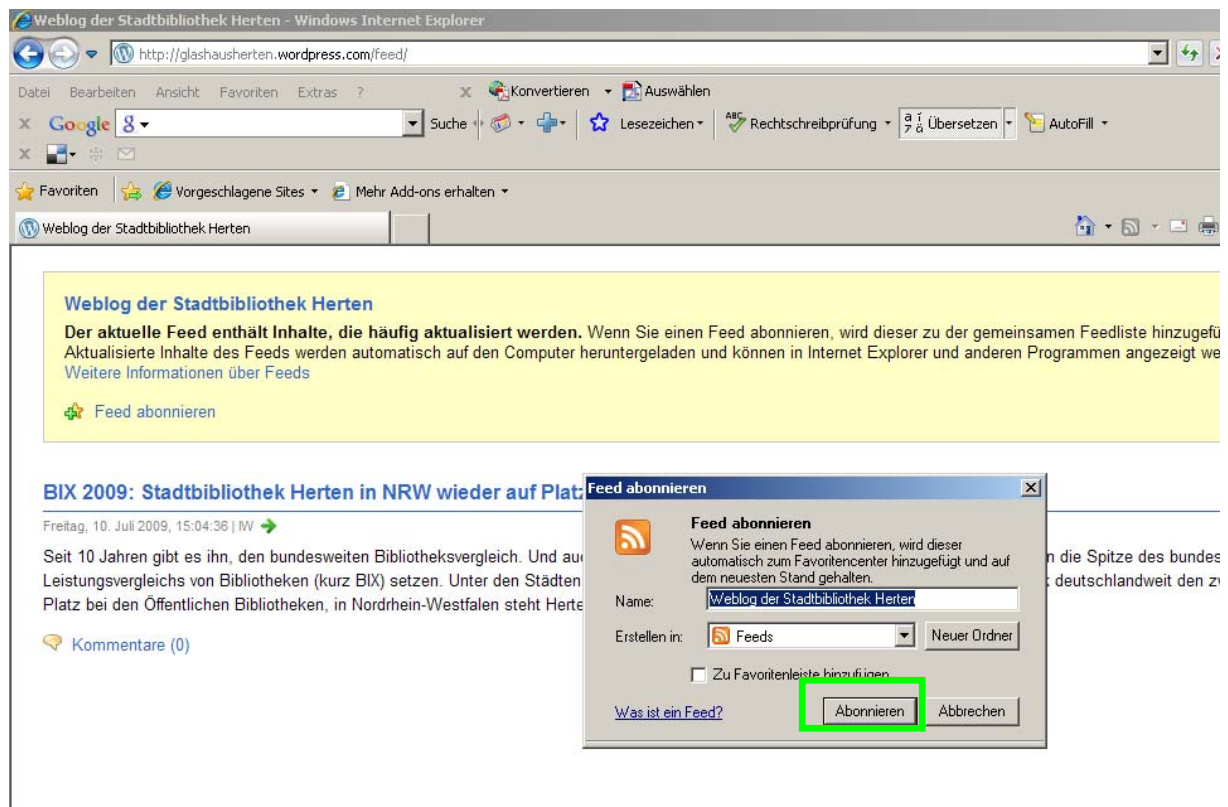 Weblog der Stadtbibliothek Herten - Windows Internet Explorer
http://glashausherten.wordpress.com/feed/
Datei Bearbeiten Ansicht Favoriten Extras ? x Konvertieren Auswählen
x Google g Suche Lesezeichen ABC Rechtschreibprüfung Übersetzen AutoFill
x
Favoriten Vorgeschlagene Sites Mehr Add-ons erhalten
Weblog der Stadtbibliothek Herten
Weblog der Stadtbibliothek Herten
Der aktuelle Feed enthält Inhalte, die häufig aktualisiert werden. Wenn Sie einen Feed abonnieren, wird dieser zu der gemeinsamen Feedliste hinzugefü
Aktualisierte Inhalte des Feeds werden automatisch auf den Computer heruntergeladen und können in Internet Explorer und anderen Programmen angezeigt we
Weitere Informationen über Feeds
Feed abonnieren
BIX 2009: Stadtbibliothek Herten in NRW wieder auf Platz
Freitag, 10. Juli 2009, 15:04:36 | IW
Seit 10 Jahren gibt es ihn, den bundesweiten Bibliotheksvergleich. Und au n die Spitze des bundes
Leistungsvergleichs von Bibliotheken (kurz BIX) setzen. Unter den Städten k deutschlandweit den z
Platz bei den Öffentlichen Bibliotheken, in Nordrhein-Westfalen steht Herte
Kommentare (0)
Feed abonnieren
Feed abonnieren
Wenn Sie einen Feed abonnieren, wird dieser
automatisch zum Favoritencenter hinzugefügt und auf
dem neuesten Stand gehalten.
Name: Weblog der Stadtbibliothek Herten
Erstellen in: Feeds Neuer Ordner
Zu Favoritenleiste hinzufügen
Was ist ein Feed? Abonnieren Abbrechen